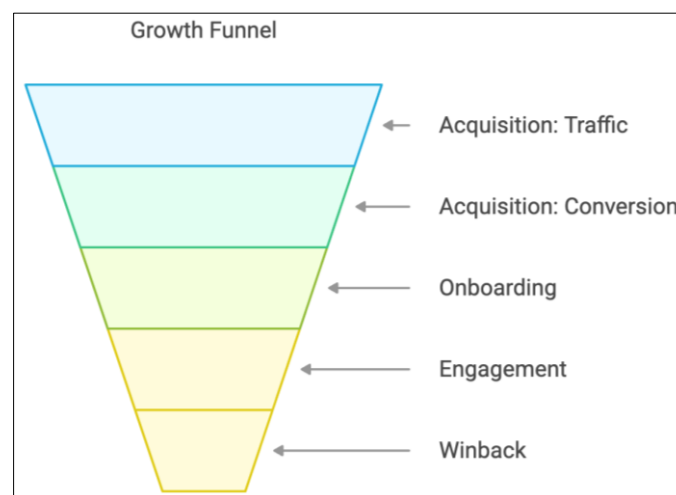 Growth Funnel
Acquisition: Traffic
Acquisition: Conversion
Onboarding
Engagement
Winback